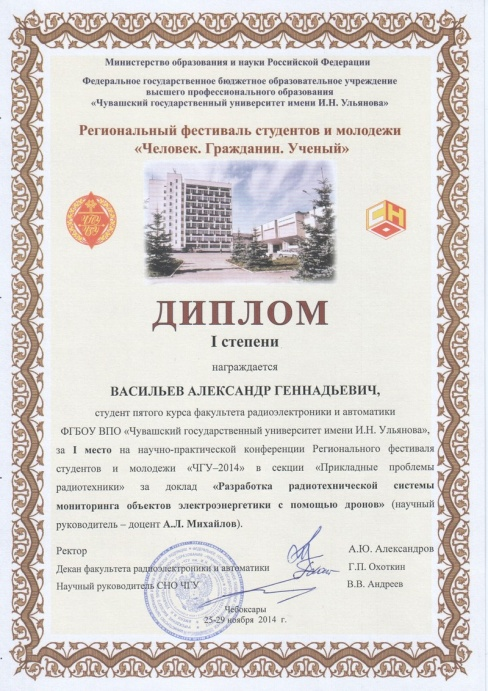 Министерство образования и науки Российской Федерации
Федеральное государственное бюджетное образовательное учреждение
высшего профессионального образования
«Чувашский государственный университет имени И.Н. Ульянова»
Региональный фестиваль студентов и молодежи
«Человек. Гражданин. Ученый»
ДИПЛОМ
I степени
награждается
ВАСИЛЬЕВ АЛЕКСАНДР ГЕННАДЬЕВИЧ,
студент пятого курса факультета радиоэлектроники и автоматики
ФГБОУ ВПО «Чувашский государственный университет имени И.Н. Ульянова»,
за I место на научно-практической конференции Регионального фестиваля
студентов и молодежи «ЧГУ–2014» в секции «Прикладные проблемы
радиотехники» за доклад «Разработка радиотехнической системы
мониторинга объектов электроэнергетики с помощью дронов» (научный
руководитель – доцент А.Л. Михайлов).
Ректор А.Ю. Александров
Декан факультета радиоэлектроники и автоматики Г.П. Охоткин
Научный руководитель СНО ЧГУ В.В. Андреев
Чебоксары
25-29 ноября 2014 г.